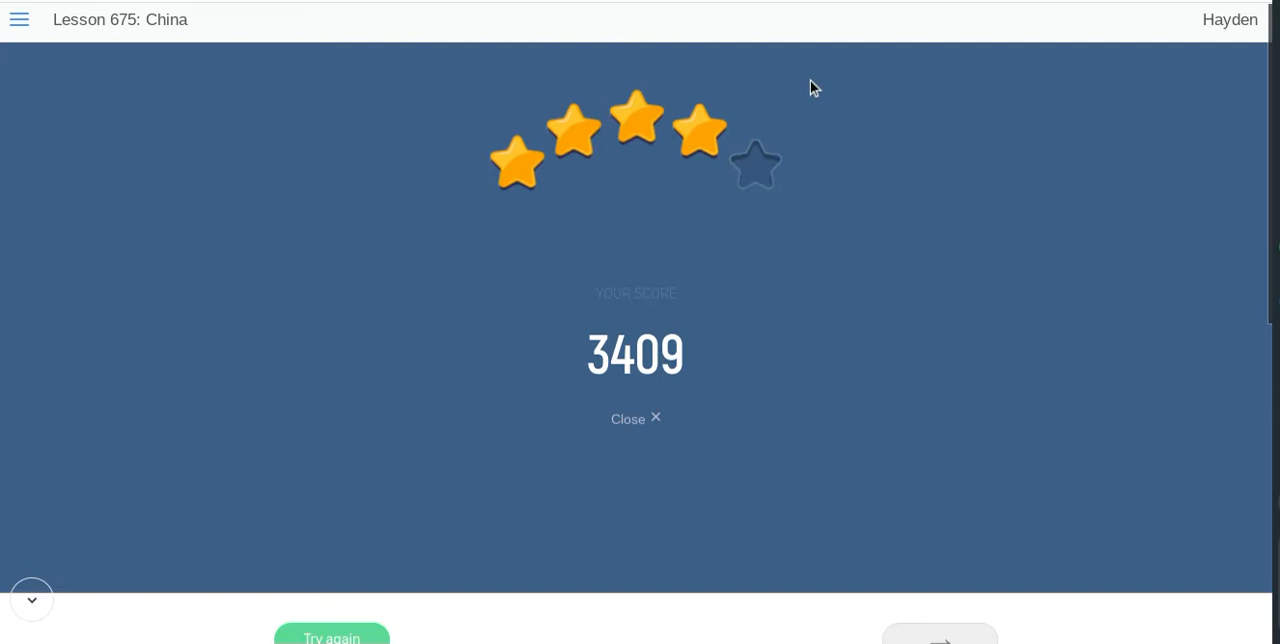 Lesson 675: China
Hayden
YOUR SCORE
3409
Close ×
Try again